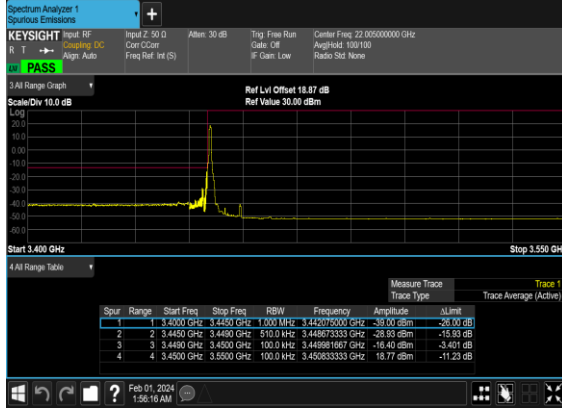 Spectrum Analyzer 1
Spurious Emissions
+
KEYSIGHT Input: RF Input Z: 50 Ω Atten: 30 dB Trig: Free Run Center Freq: 22.005000000 GHz
R T Coupling: DC Corr CCorr Gate: Off Avg|Hold: 100/100
Align: Auto Freq Ref: Int (S) IF Gain: Low Radio Std: None
LXI PASS
3 All Range Graph
Ref Lvl Offset 18.87 dB
Scale/Div 10.0 dB Ref Value 30.00 dBm
Log
20.0
10.0
0.00
-10.0
-20.0
-30.0
-40.0
-50.0
-60.0
Start 3.400 GHz Stop 3.550 GH
4 All Range Table
Measure Trace Trace 1
Trace Type Trace Average (Active)
Spur Range Start Freq Stop Freq RBW Frequency Amplitude ΔLimit
1 1 3.4000 GHz 3.4450 GHz 1.000 MHz 3.442075000 GHz -39.00 dBm -26.00 dB
2 2 3.4450 GHz 3.4490 GHz 510.0 kHz 3.448673333 GHz -28.93 dBm -15.93 dB
3 3 3.4490 GHz 3.4500 GHz 100.0 kHz 3.449981667 GHz -16.40 dBm -3.401 dB
4 4 3.4500 GHz 3.5500 GHz 100.0 kHz 3.450833333 GHz 18.77 dBm -11.23 dB
? Feb 01, 2024
1:56:16 AM